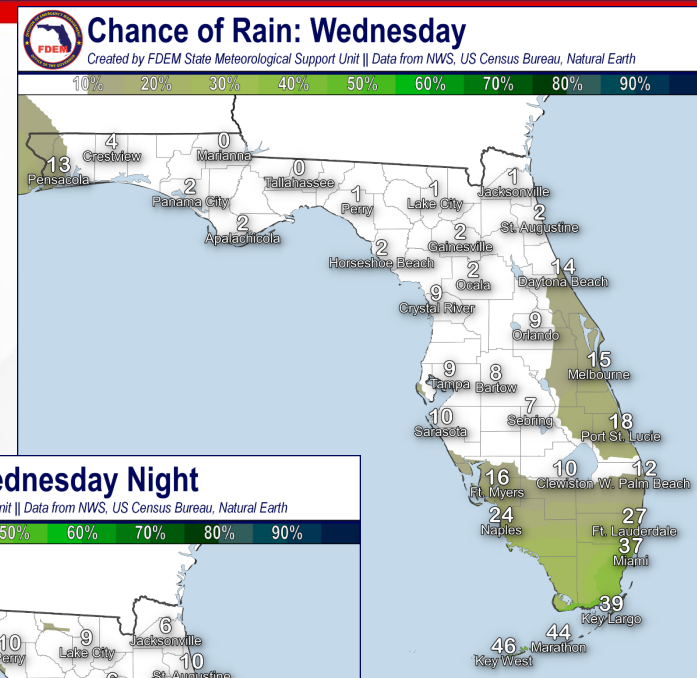 FDEM
Chance of Rain: Wednesday
Created by FDEM State Meteorological Support Unit || Data from NWS, US Census Bureau, Natural Earth
10% 20% 30% 40% 50% 60% 70% 80% 90%
4
Crestview
0
Marianna
13
Pensacola
0
Tallahassee
2
Panama City
1
Perry
1
Lake City
1
Jacksonville
2
Apalachicola
2
St. Augustine
2
Gainesville
2
Horseshoe Beach
2
Ocala
14
Daytona Beach
9
Crystal River
9
Orlando
9
Tampa
8
Bartow
15
Melbourne
10
Sarasota
7
Sebring
18
Port St. Lucie
16
Ft. Myers
10
Clewiston
12
W. Palm Beach
24
Naples
27
Ft. Lauderdale
37
Miami
39
Key Largo
44
Marathon
46
Key West
ednesday Night
nit || Data from NWS, US Census Bureau, Natural Earth
50% 60% 70% 80% 90%
10
erry
9
Lake City
6
Jacksonville
10
St. Augustine